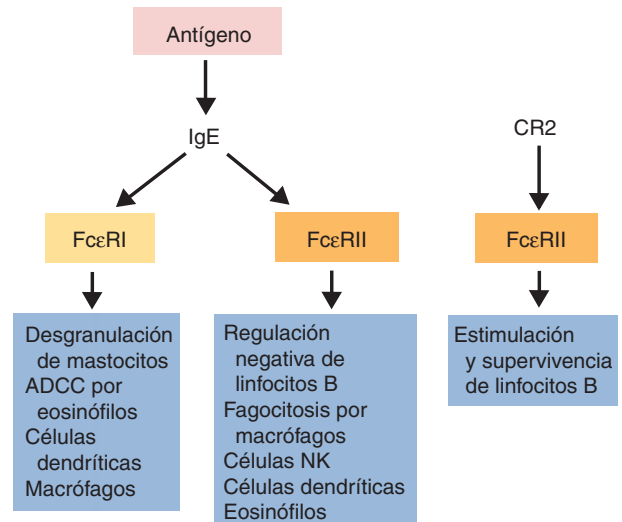 Antígeno
IgE
CR2
FcεRI
FcεRII
FcεRII
Desgranulación
de mastocitos
ADCC por
eosinófilos
Células
dendríticas
Macrófagos
Regulación
negativa de
linfocitos B
Fagocitosis por
macrófagos
Células NK
Células dendríticas
Eosinófilos
Estimulación
y supervivencia
de linfocitos B